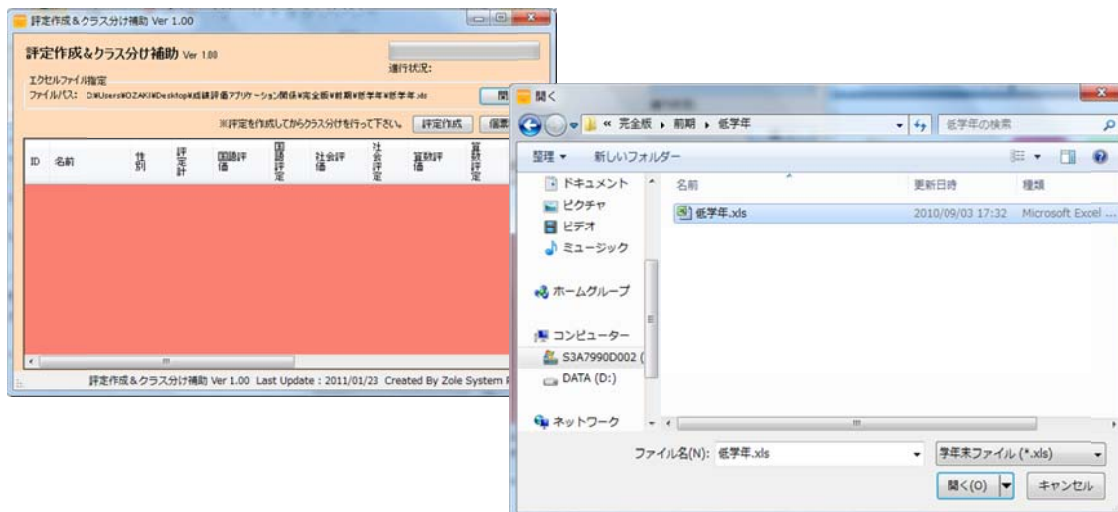 評定作成＆クラス分け補助 Ver 1.00
評定作成＆クラス分け補助 Ver 1.00
進行状況:
エクセルファイル指定
ファイルパス: D:¥Users¥OZAKI¥Desktop¥成績評価アプリケーション関係¥完全版¥前期¥低学年¥低学年.xls
開
※評定を作成してからクラス分けを行って下さい。 評定作成 個票
ID 名前 性別 評定計 国語評価 国語評定 社会評価 社会評定 算数評価 算数評定
評定作成＆クラス分け補助 Ver 1.00 Last Update : 2011/01/23 Created By Zole System
開く
« 完全版 ▸ 前期 ▸ 低学年
低学年の検索
整理 ▼ 新しいフォルダー
名前 更新日時 種類
低学年.xls 2010/09/03 17:32 Microsoft Excel ...
ドキュメント
ピクチャ
ビデオ
ミュージック
ホームグループ
コンピューター
S3A7990D002 (
DATA (D:)
ネットワーク
ファイル名(N): 低学年.xls 学年末ファイル (*.xls)
開く(O) キャンセル